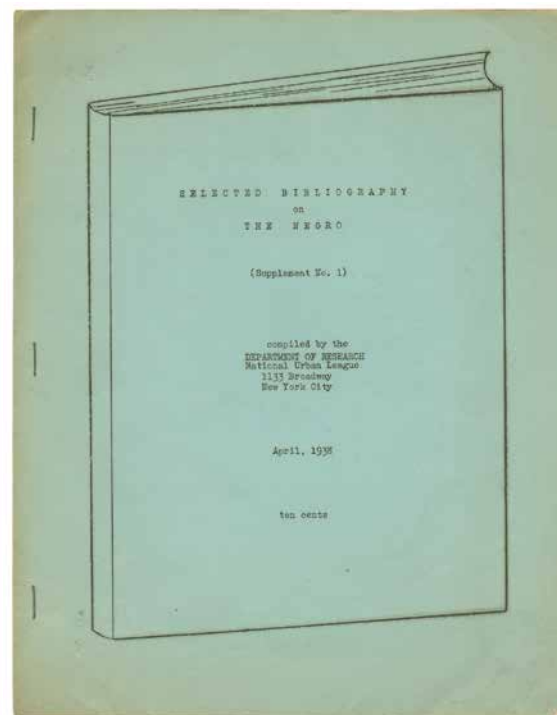 SELECTED BIBLIOGRAPHY
on
THE NEGRO
(Supplement No. 1)
compiled by the
DEPARTMENT OF RESEARCH
National Urban League
1133 Broadway
New York City
April, 1938
ten cents